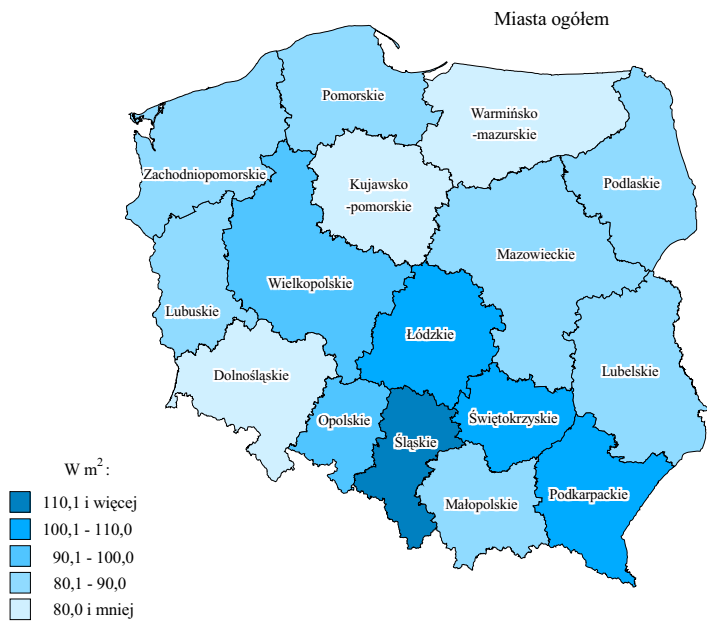 Miasta ogółem
Pomorskie
Warmińsko
-mazurskie
Zachodniopomorskie
Kujawsko
-pomorskie
Podlaskie
Mazowieckie
Wielkopolskie
Lubuskie
Łódzkie
Dolnośląskie
Lubelskie
Opolskie
Świętokrzyskie
Śląskie
Małopolskie
Podkarpackie
W m²:
110,1 i więcej
100,1 - 110,0
90,1 - 100,0
80,1 - 90,0
80,0 i mniej